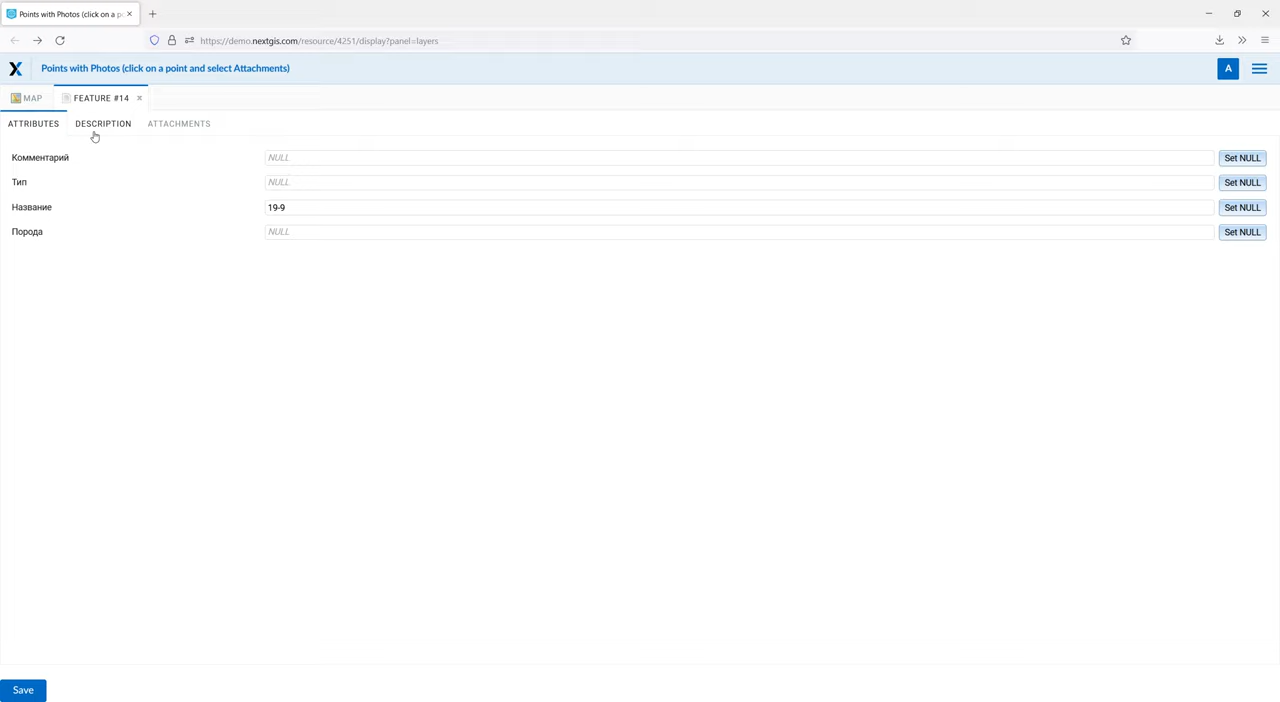 Points with Photos (click on a po
https://demo.nextgis.com/resource/4251/display?panel=layers
Points with Photos (click on a point and select Attachments)
A
MAP
FEATURE #14
ATTRIBUTES
DESCRIPTION
ATTACHMENTS
Комментарий
NULL
Set NULL
Тип
NULL
Set NULL
Название
19-9
Set NULL
Порода
NULL
Set NULL
Save